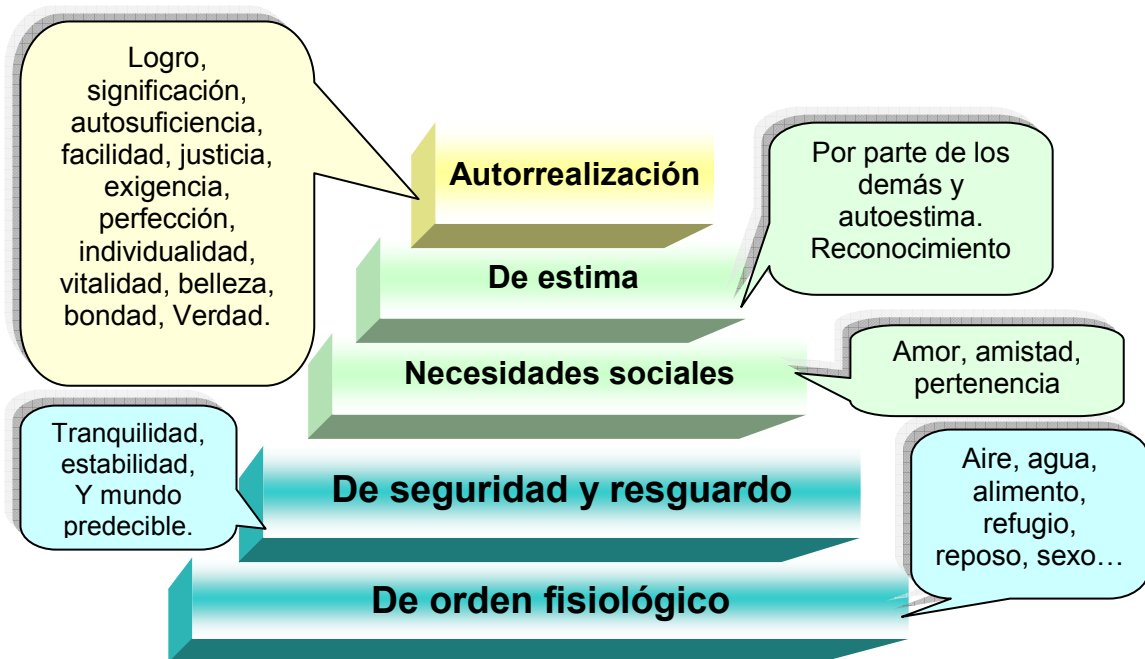 Logro,
significación,
autosuficiencia,
facilidad, justicia,
exigencia,
perfección,
individualidad,
vitalidad, belleza,
bondad, Verdad.
Autorrealización
Por parte de los
demás y
autoestima.
Reconocimiento
De estima
Necesidades sociales
Amor, amistad,
pertenencia
Tranquilidad,
estabilidad,
Y mundo
predecible.
De seguridad y resguardo
Aire, agua,
alimento,
refugio,
reposo, sexo…
De orden fisiológico